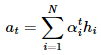 $a_t = \sum_{i=1}^{N} \alpha_i^t h_i$